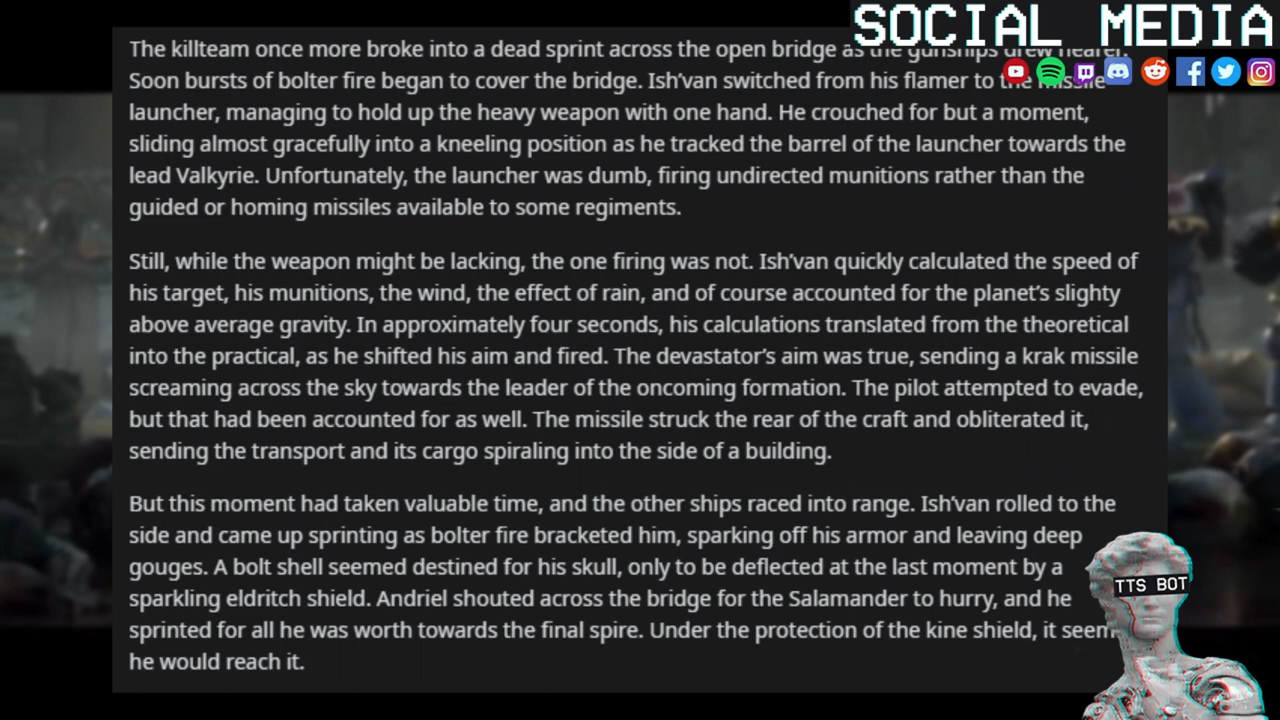 SOCIAL MEDIA
The killteam once more broke into a dead sprint across the open bridge as the gunships drew nearer.
Soon bursts of bolter fire began to cover the bridge. Ish’van switched from his flamer to the missile
launcher, managing to hold up the heavy weapon with one hand. He crouched for but a moment,
sliding almost gracefully into a kneeling position as he tracked the barrel of the launcher towards the
lead Valkyrie. Unfortunately, the launcher was dumb, firing undirected munitions rather than the
guided or homing missiles available to some regiments.
Still, while the weapon might be lacking, the one firing was not. Ish’van quickly calculated the speed of
his target, his munitions, the wind, the effect of rain, and of course accounted for the planet’s slighty
above average gravity. In approximately four seconds, his calculations translated from the theoretical
into the practical, as he shifted his aim and fired. The devastator’s aim was true, sending a krak missile
screaming across the sky towards the leader of the oncoming formation. The pilot attempted to evade,
but that had been accounted for as well. The missile struck the rear of the craft and obliterated it,
sending the transport and its cargo spiraling into the side of a building.
But this moment had taken valuable time, and the other ships raced into range. Ish’van rolled to the
side and came up sprinting as bolter fire bracketed him, sparking off his armor and leaving deep
gouges. A bolt shell seemed destined for his skull, only to be deflected at the last moment by a
sparkling eldritch shield. Andriel shouted across the bridge for the Salamander to hurry, and he
sprinted for all he was worth towards the final spire. Under the protection of the kine shield, it seem
he would reach it.
TTS BOT